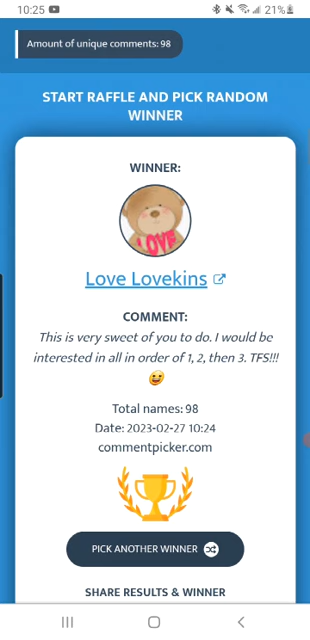 10:25
21%
Amount of unique comments: 98
START RAFFLE AND PICK RANDOM
WINNER
WINNER:
LOVE
Love Lovekins
COMMENT:
This is very sweet of you to do. I would be
interested in all in order of 1, 2, then 3. TFS!!!
😀
Total names: 98
Date: 2023-02-27 10:24
commentpicker.com
PICK ANOTHER WINNER
SHARE RESULTS & WINNER